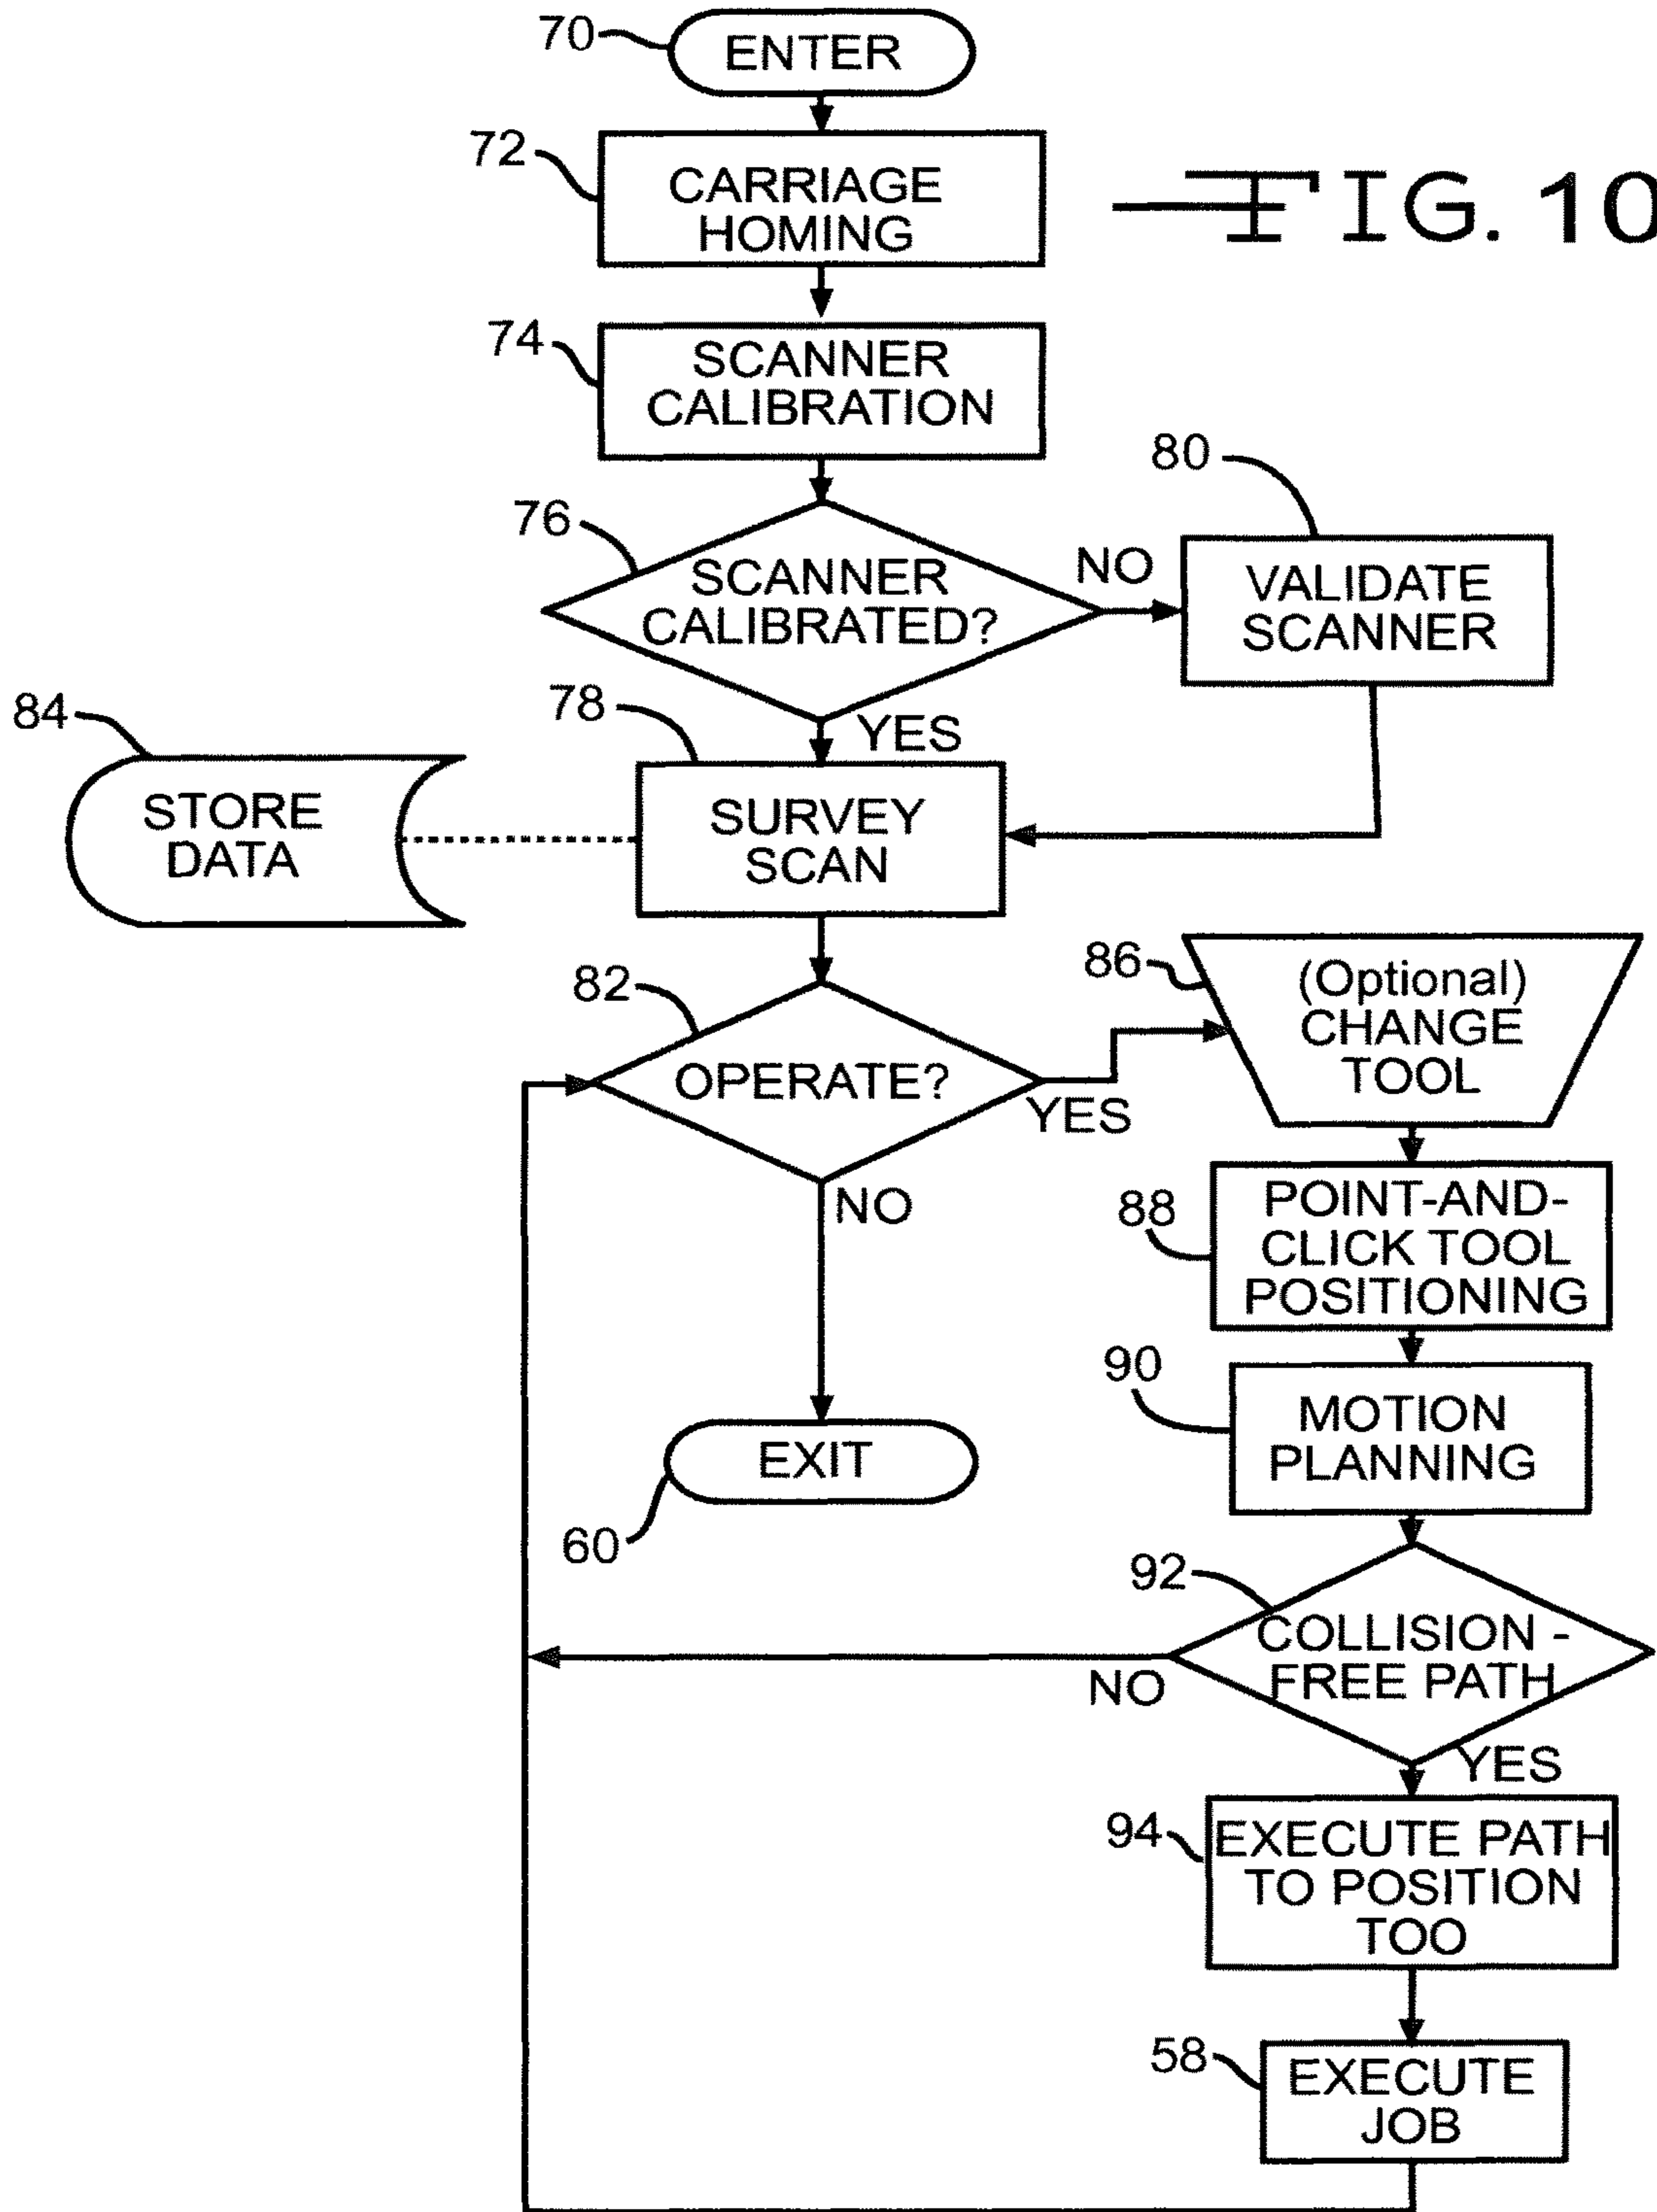 70
ENTER
72
CARRIAGE
HOMING
FIG. 10
74
SCANNER
CALIBRATION
76
SCANNER
CALIBRATED?
NO
80
VALIDATE
SCANNER
YES
84
STORE
DATA
78
SURVEY
SCAN
82
OPERATE?
YES
NO
86
(Optional)
CHANGE
TOOL
88
POINT-AND-
CLICK TOOL
POSITIONING
90
MOTION
PLANNING
EXIT
60
92
COLLISION -
FREE PATH
NO
YES
94
EXECUTE PATH
TO POSITION
TOO
58
EXECUTE
JOB